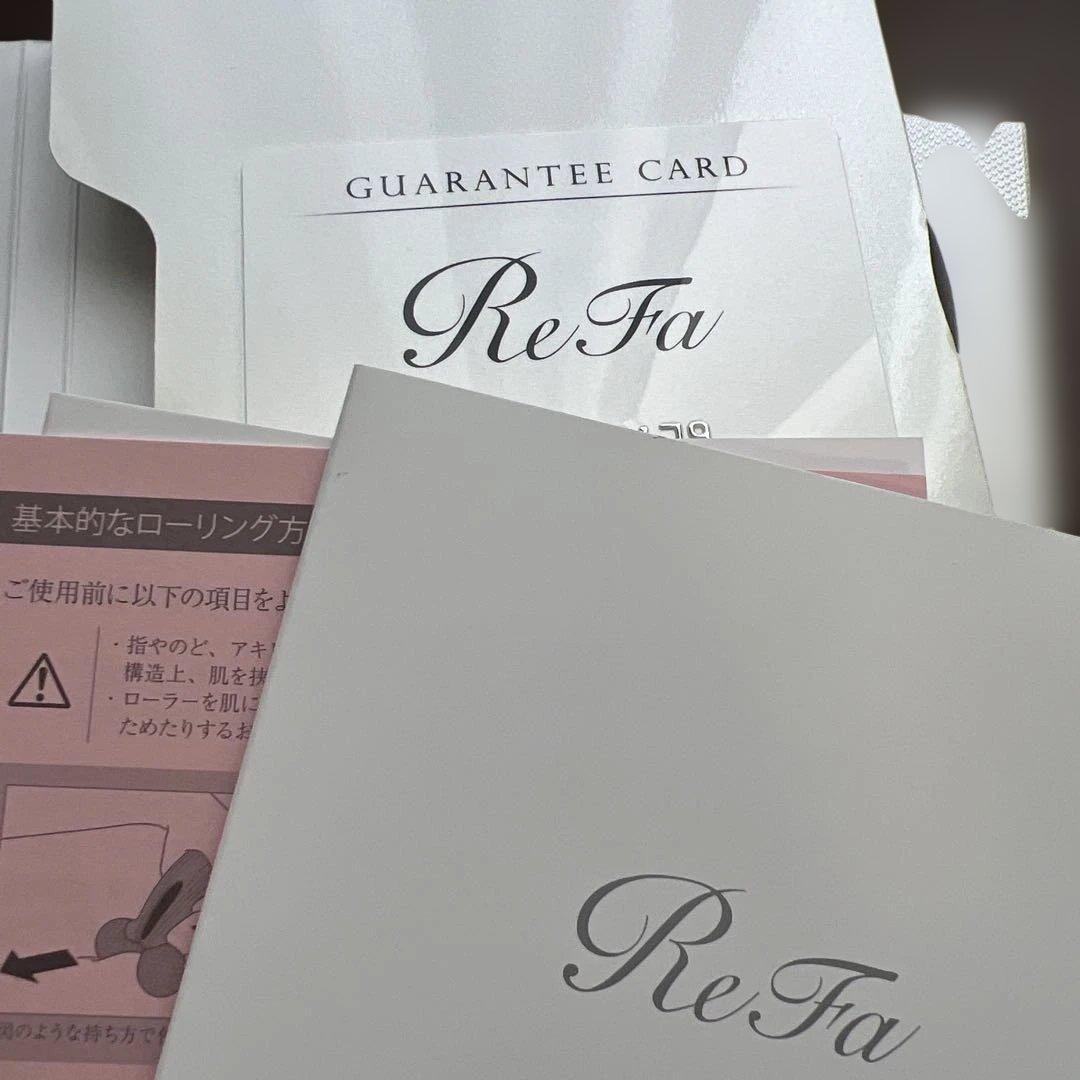 GUARANTEE CARD
ReFa
基本的なローリング方
ご使用前に以下の項目をよ
・指やのど、アキ
構造上、肌を挟
・ローラーを肌に
ためたりするお
のような持ち方で
ReFa